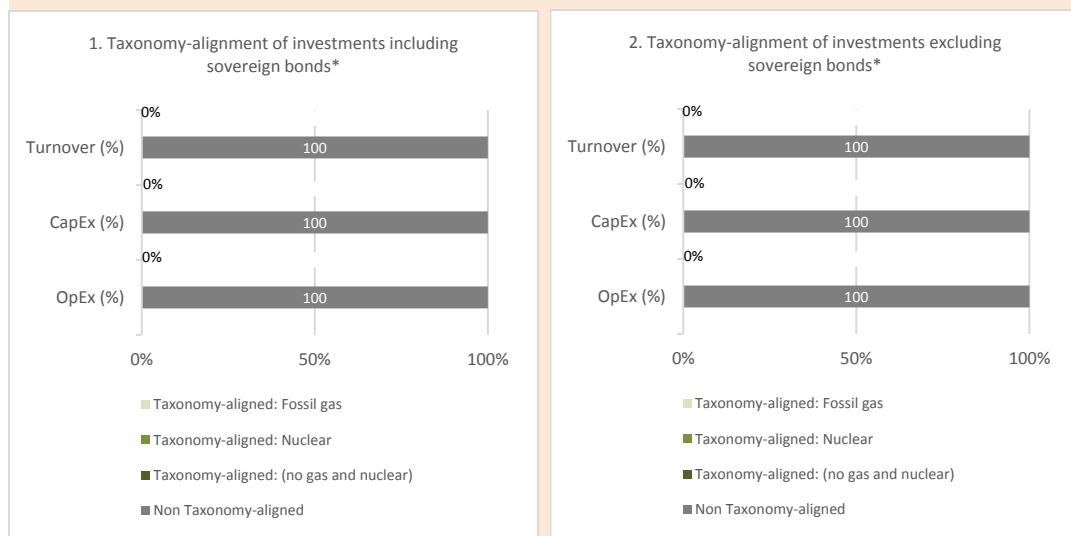 1. Taxonomy-alignment of investments including
sovereign bonds*
0%
Turnover (%)
100
0%
CapEx (%)
100
0%
OpEx (%)
100
0%
50%
100%
Taxonomy-aligned: Fossil gas
Taxonomy-aligned: Nuclear
Taxonomy-aligned: (no gas and nuclear)
Non Taxonomy-aligned
2. Taxonomy-alignment of investments excluding
sovereign bonds*
0%
Turnover (%)
100
0%
CapEx (%)
100
0%
OpEx (%)
100
0%
50%
100%
Taxonomy-aligned: Fossil gas
Taxonomy-aligned: Nuclear
Taxonomy-aligned: (no gas and nuclear)
Non Taxonomy-aligned